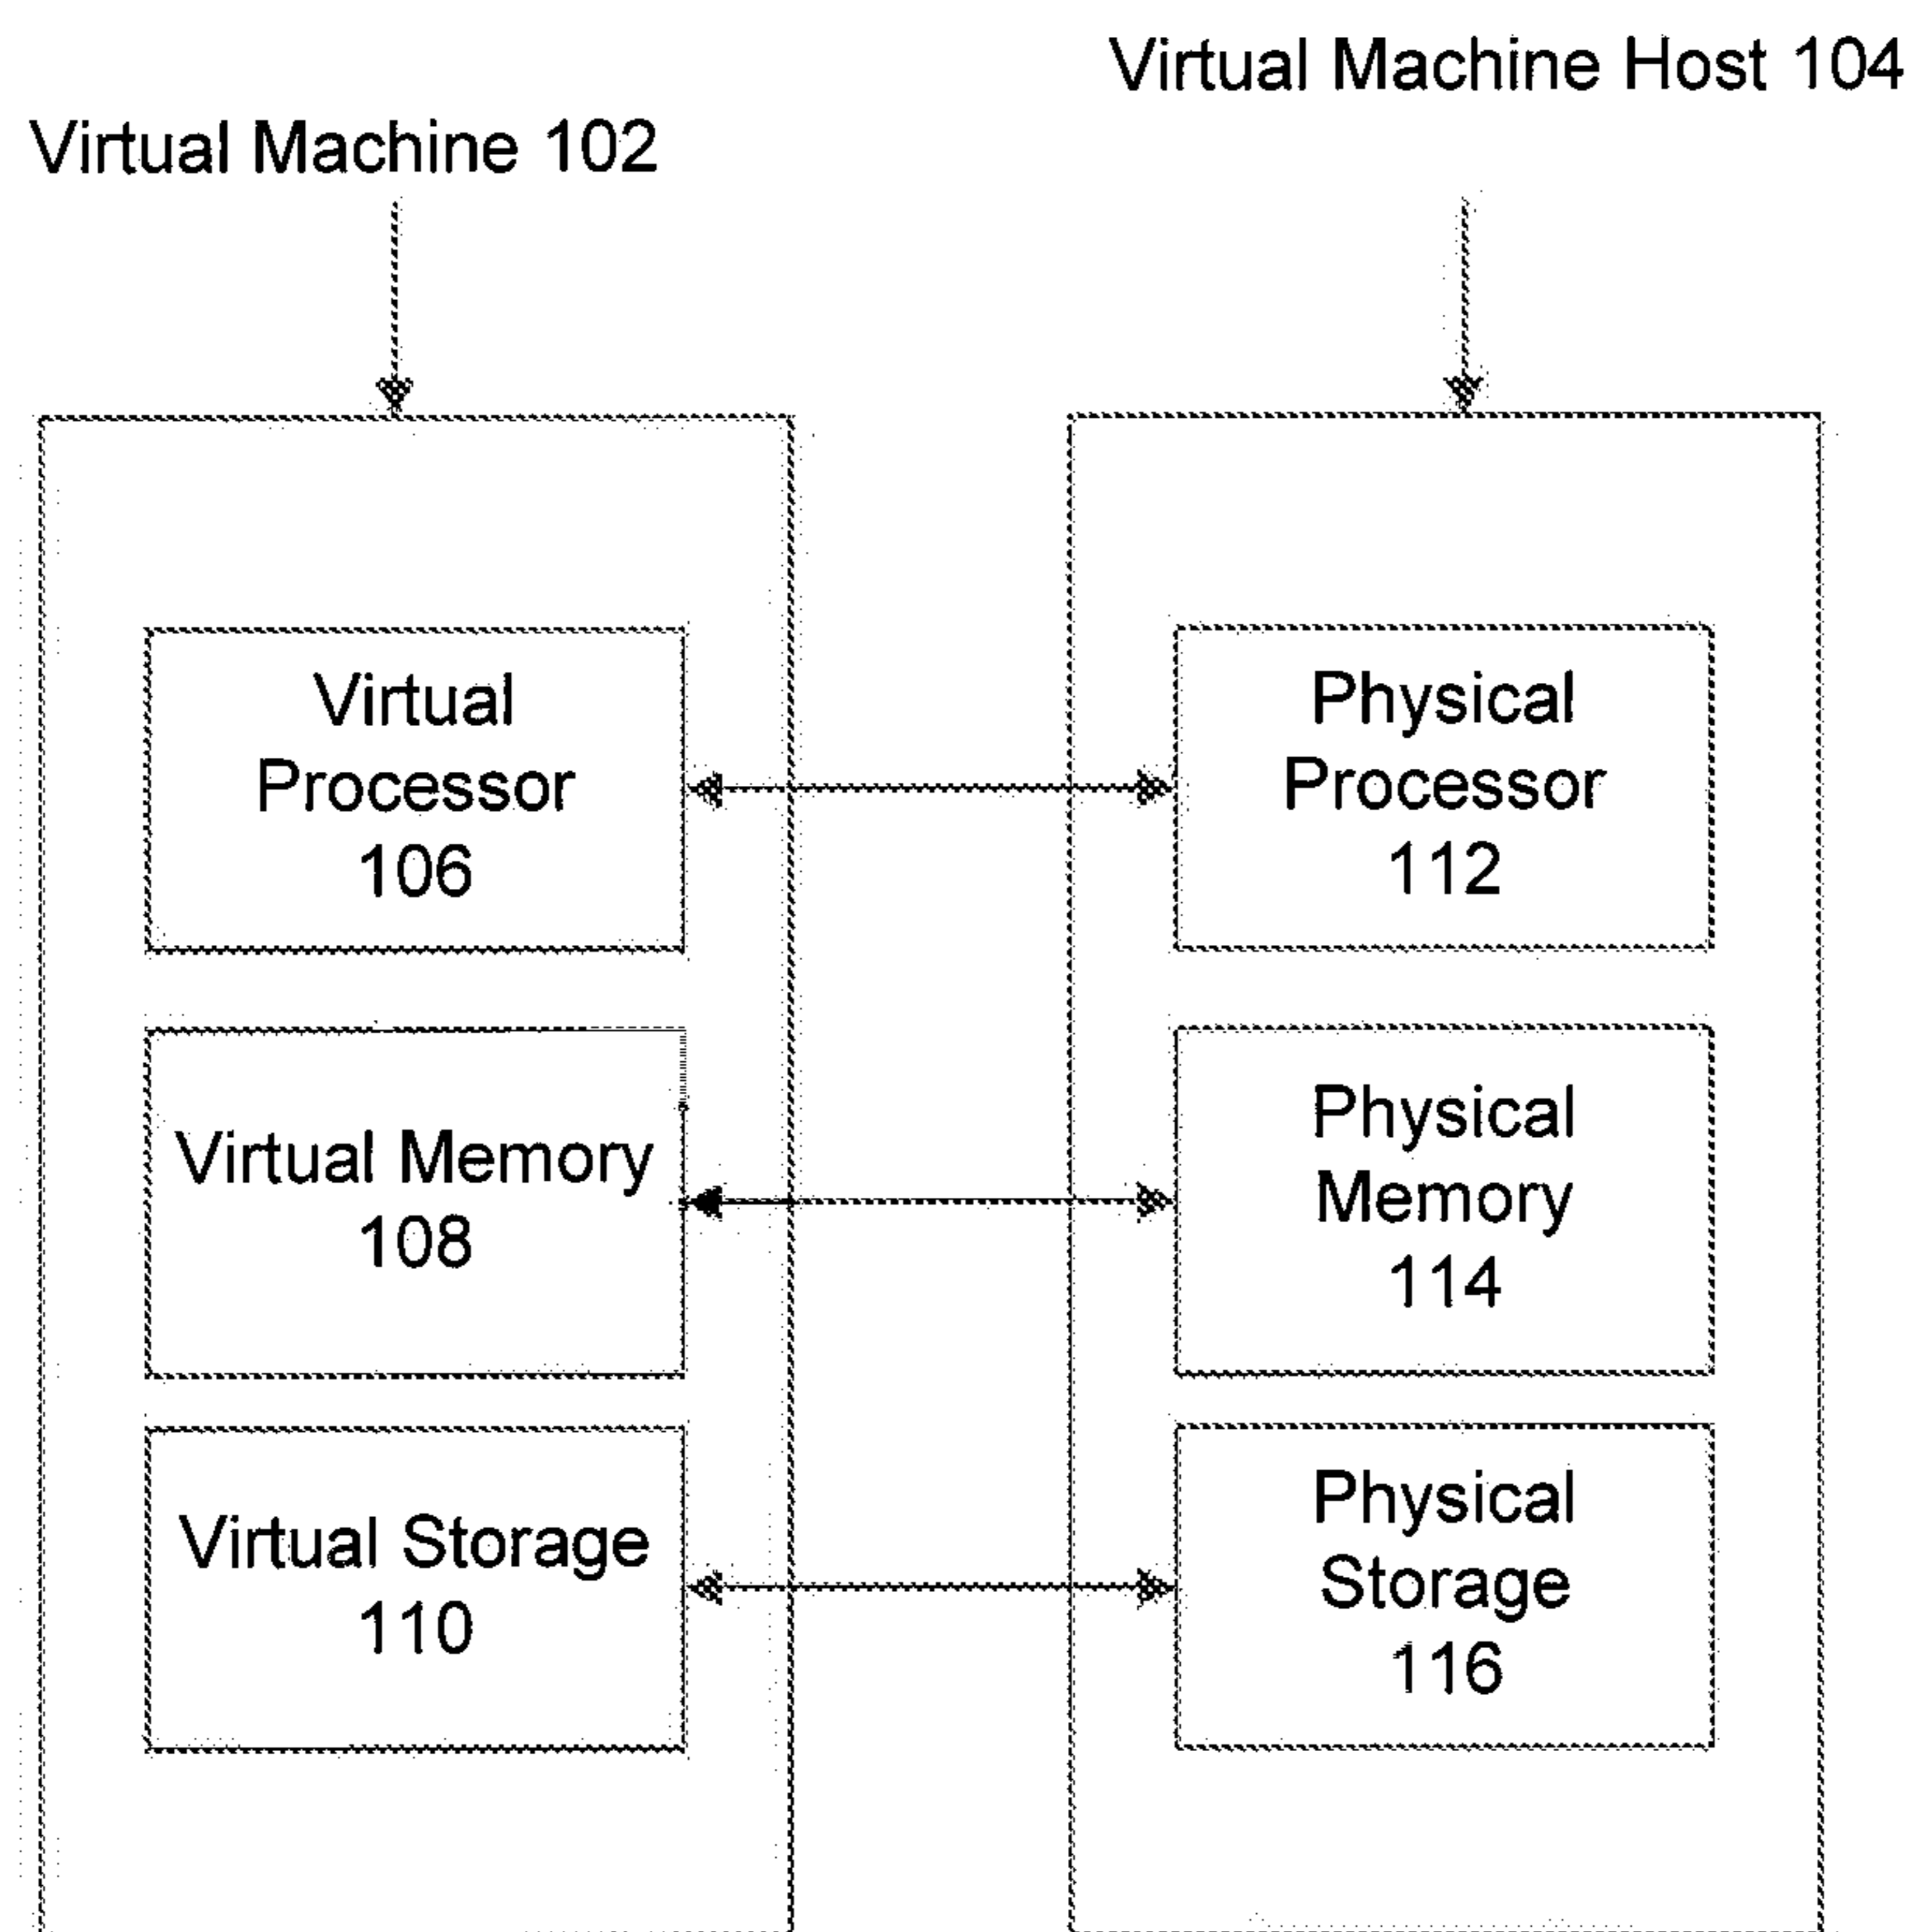 Virtual Machine Host 104
Virtual Machine 102
Virtual
Processor
106
Physical
Processor
112
Virtual Memory
108
Physical
Memory
114
Virtual Storage
110
Physical
Storage
116